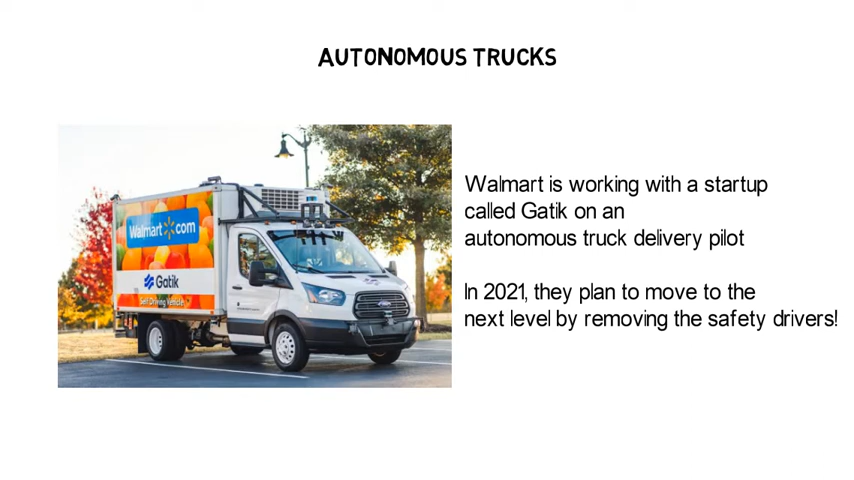 AUTONOMOUS TRUCKS
Walmart.com
Gatik
Self Driving Vehicle
Walmart is working with a startup
called Gatik on an
autonomous truck delivery pilot
In 2021, they plan to move to the
next level by removing the safety drivers!